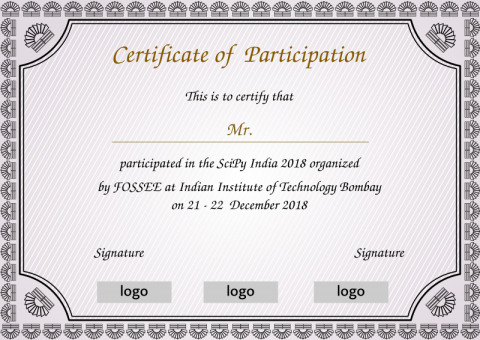 Certificate of Participation
This is to certify that
Mr.
participated in the SciPy India 2018 organized
by FOSSEE at Indian Institute of Technology Bombay
on 21 - 22 December 2018
Signature Signature
logo logo logo